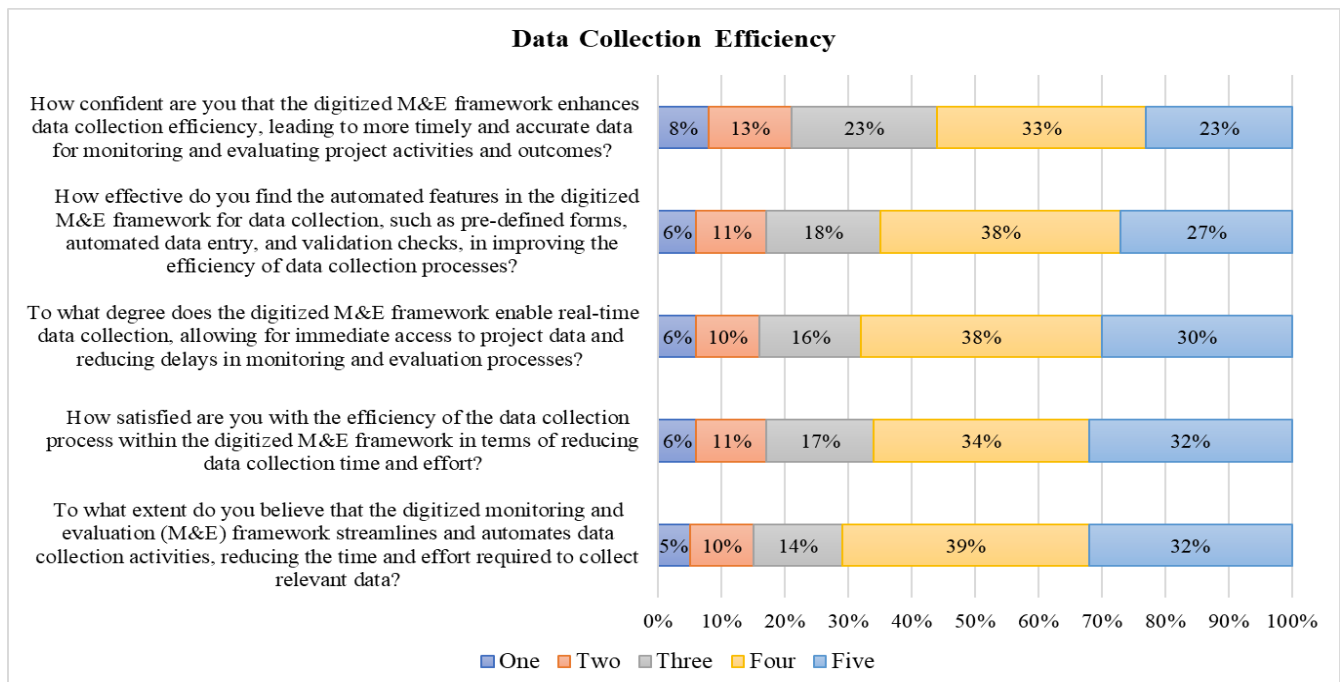 Data Collection Efficiency
How confident are you that the digitized M&E framework enhances
data collection efficiency, leading to more timely and accurate data
for monitoring and evaluating project activities and outcomes?
8% 13% 23% 33% 23%
How effective do you find the automated features in the digitized
M&E framework for data collection, such as pre-defined forms,
automated data entry, and validation checks, in improving the
efficiency of data collection processes?
6% 11% 18% 38% 27%
To what degree does the digitized M&E framework enable real-time
data collection, allowing for immediate access to project data and
reducing delays in monitoring and evaluation processes?
6% 10% 16% 38% 30%
How satisfied are you with the efficiency of the data collection
process within the digitized M&E framework in terms of reducing
data collection time and effort?
6% 11% 17% 34% 32%
To what extent do you believe that the digitized monitoring and
evaluation (M&E) framework streamlines and automates data
collection activities, reducing the time and effort required to collect
relevant data?
5% 10% 14% 39% 32%
0% 10% 20% 30% 40% 50% 60% 70% 80% 90% 100%
One Two Three Four Five